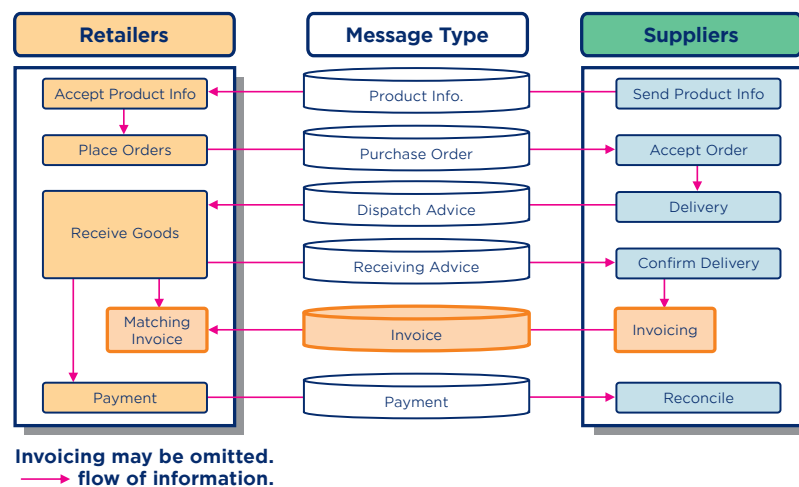 Retailers
Message Type
Suppliers
Accept Product Info
Product Info.
Send Product Info
Place Orders
Purchase Order
Accept Order
Receive Goods
Dispatch Advice
Delivery
Receiving Advice
Confirm Delivery
Matching
Invoice
Invoice
Invoicing
Payment
Payment
Reconcile
Invoicing may be omitted.
flow of information.